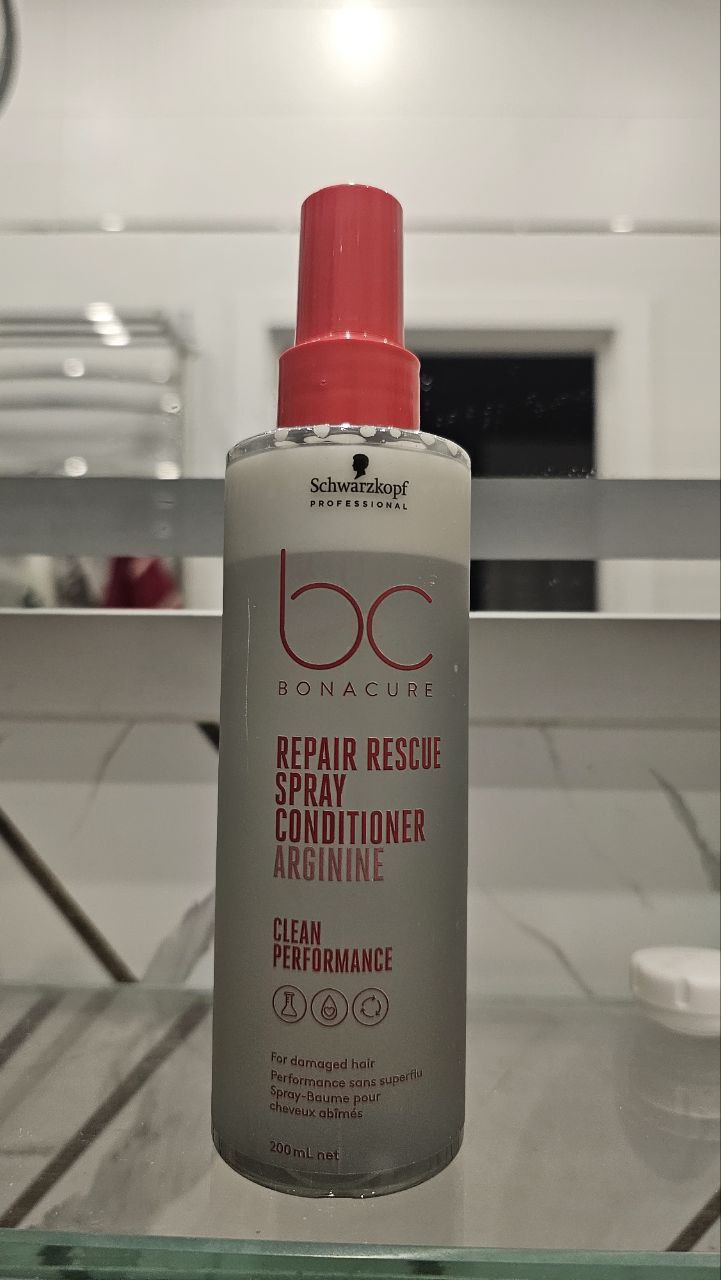 Schwarzkopf
PROFESSIONAL
bc
BONACURE
REPAIR RESCUE
SPRAY
CONDITIONER
ARGININE
CLEAN
PERFORMANCE
For damaged hair
Performance sans superflu
Spray-Baume pour
cheveux abîmés
200mL net